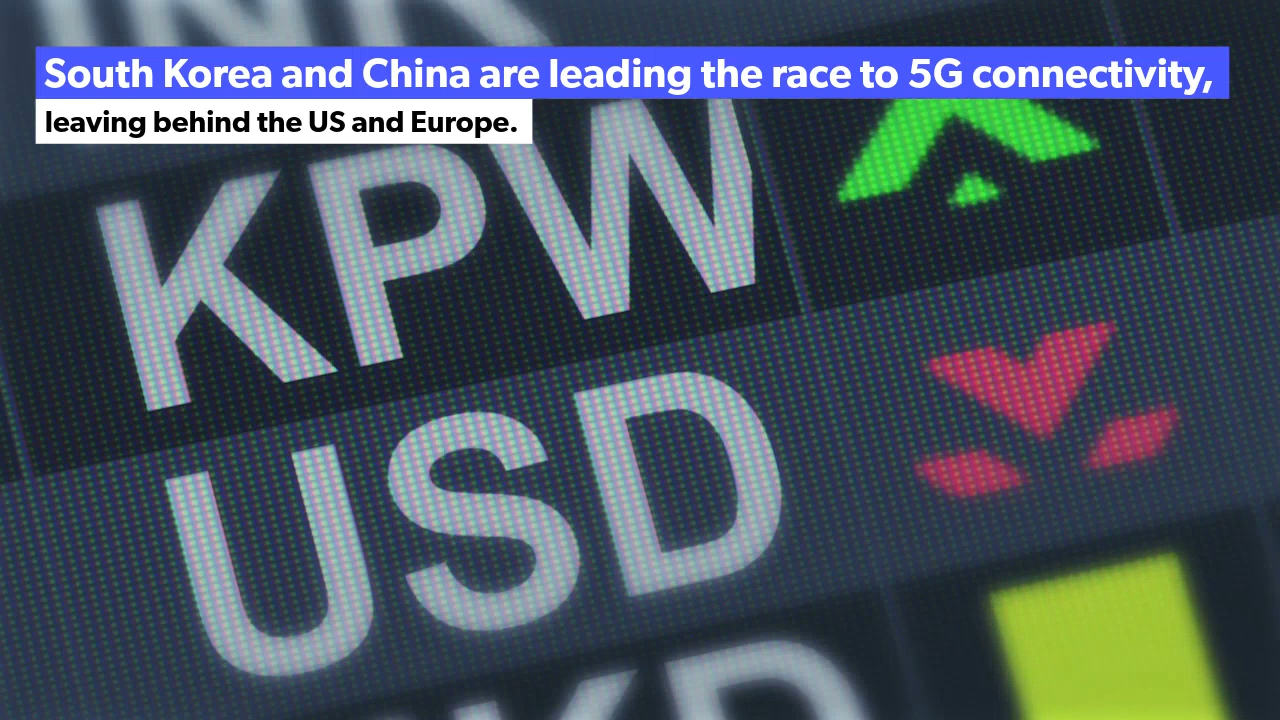 South Korea and China are leading the race to 5G connectivity,
leaving behind the US and Europe.
KPW
USD